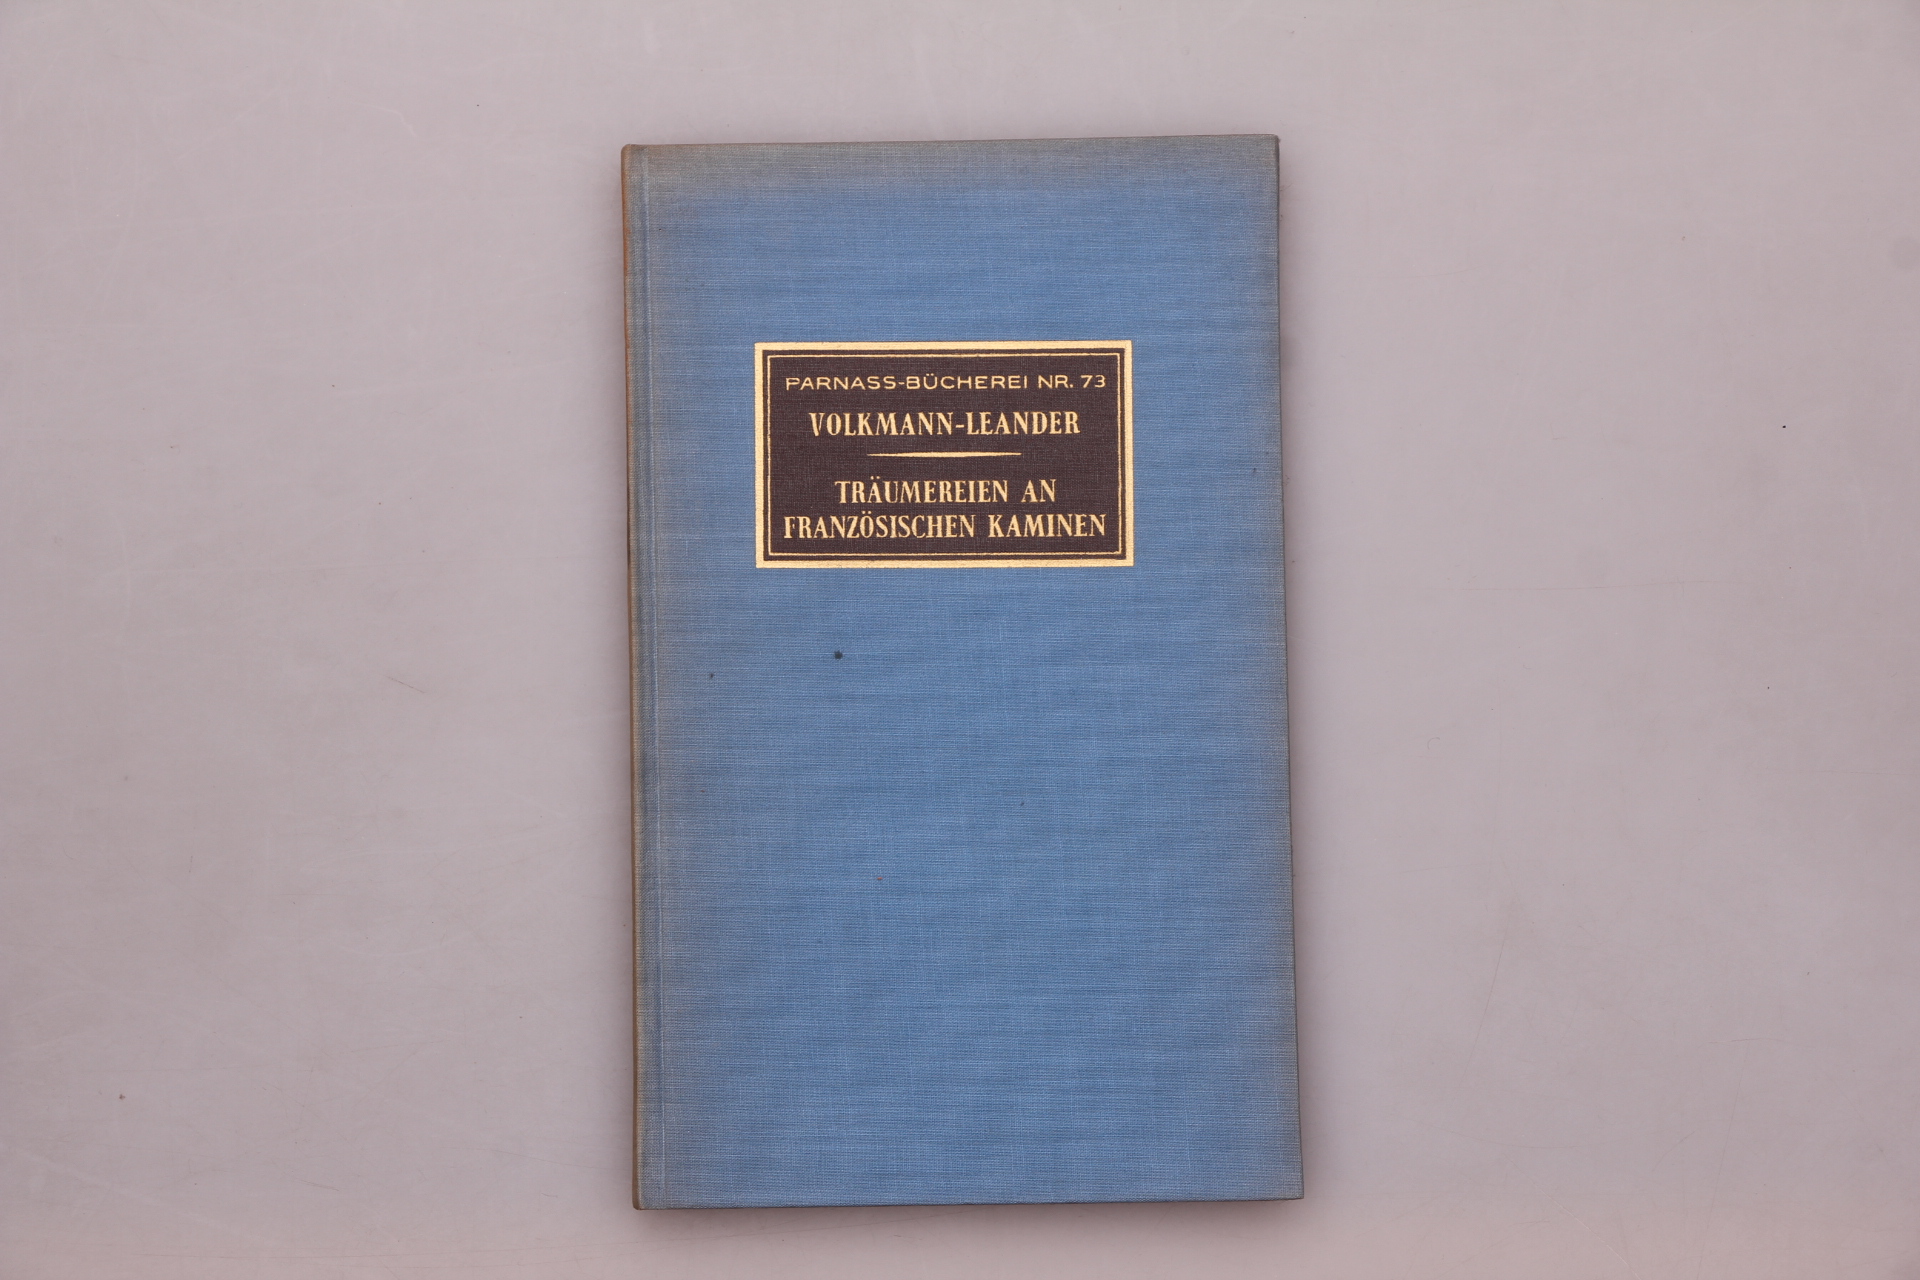 PARNASS-BÜCHEREI NR. 73
VOLKMANN-LEANDER
TRÄUMEREIEN AN
FRANZÖSISCHEN KAMINEN